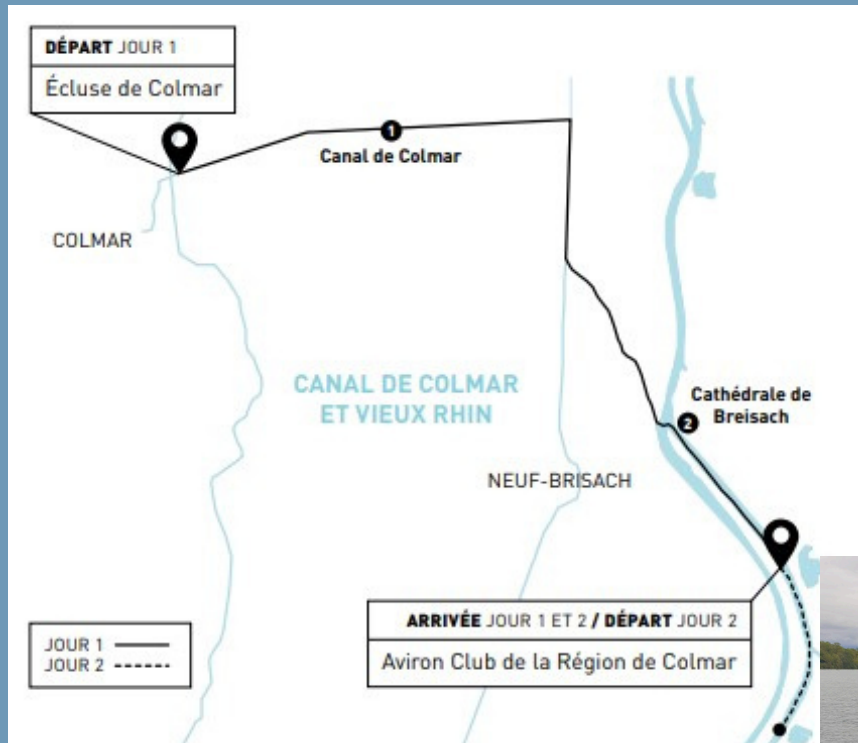 DÉPART JOUR 1
Écluse de Colmar
1
Canal de Colmar
COLMAR
CANAL DE COLMAR
ET VIEUX RHIN
Cathédrale de
Breisach
2
NEUF-BRISACH
ARRIVÉE JOUR 1 ET 2 / DÉPART JOUR 2
Aviron Club de la Région de Colmar
JOUR 1
JOUR 2